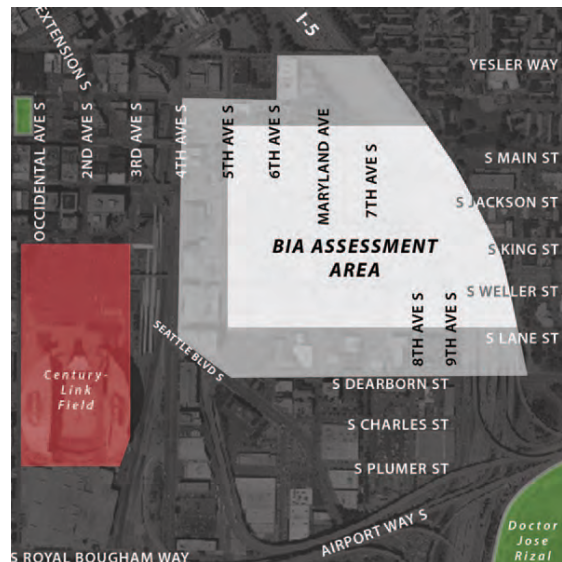 EXTENSION S
I-5
YESLER WAY
OCCIDENTAL AVE S
2ND AVE S
3RD AVE S
4TH AVE S
5TH AVE S
6TH AVE S
MARYLAND AVE
7TH AVE S
S MAIN ST
S JACKSON ST
S KING ST
S WELLER ST
S LANE ST
BIA ASSESSMENT
AREA
8TH AVE S
9TH AVE S
SEATTLE BLVD S
Century-
Link
Field
S DEARBORN ST
S CHARLES ST
S PLUMER ST
AIRPORT WAY S
Doctor
Jose
Rizal
S ROYAL BOUGHAM WAY